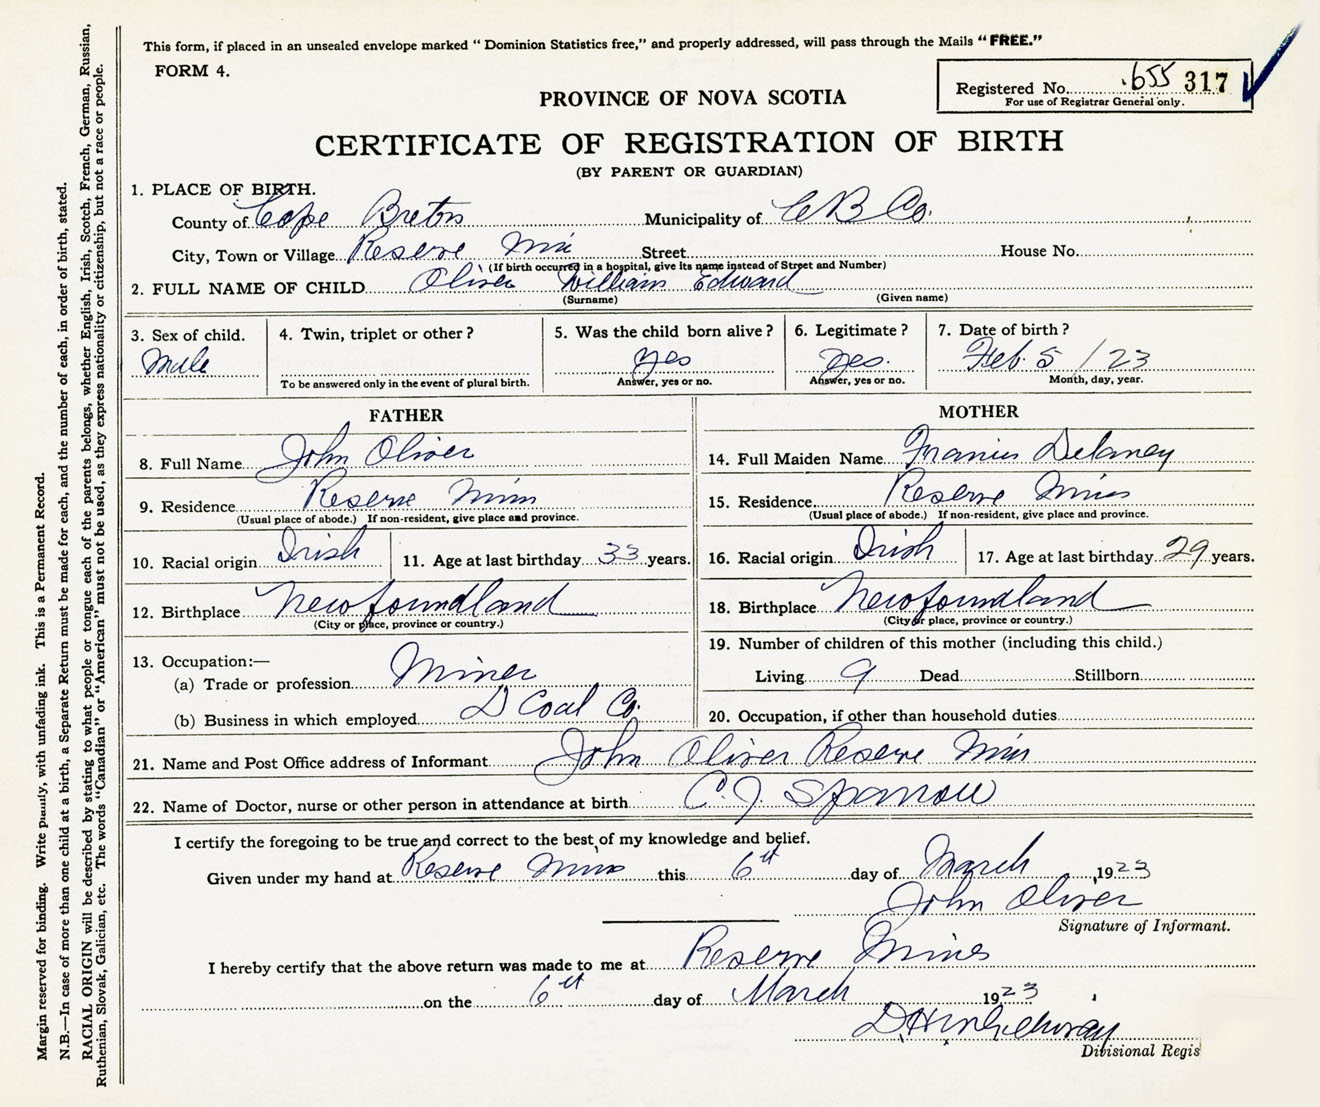 This form, if placed in an unsealed envelope marked “ Dominion Statistics free,” and properly addressed, will pass through the Mails “ FREE.”
FORM 4.
Registered No. 655 317
For use of Registrar General only.
PROVINCE OF NOVA SCOTIA
CERTIFICATE OF REGISTRATION OF BIRTH
(BY PARENT OR GUARDIAN)
1. PLACE OF BIRTH.
County of Cape Breton Municipality of C B Co.
City, Town or Village Reserve Street House No.
(If birth occurred in a hospital, give its name instead of Street and Number)
2. FULL NAME OF CHILD Oliver William Edward
(Surname) (Given name)
3. Sex of child. 4. Twin, triplet or other ? 5. Was the child born alive ? 6. Legitimate ? 7. Date of birth ?
Male yes yes. Feb 5 / 23
To be answered only in the event of plural birth. Answer, yes or no. Answer, yes or no. Month, day, year.
FATHER
8. Full Name John Oliver
9. Residence Reserve Mines
(Usual place of abode.) If non-resident, give place and province.
10. Racial origin Irish 11. Age at last birthday 33 years.
12. Birthplace Newfoundland
(City or place, province or country.)
13. Occupation:—
(a) Trade or profession Miner
(b) Business in which employed D Coal Co.
MOTHER
14. Full Maiden Name Francis Delaney
15. Residence Reserve Mines
(Usual place of abode.) If non-resident, give place and province.
16. Racial origin Irish 17. Age at last birthday 29 years.
18. Birthplace Newfoundland
(City or place, province or country.)
19. Number of children of this mother (including this child.)
Living 9 Dead Stillborn
20. Occupation, if other than household duties
21. Name and Post Office address of Informant John Oliver Reserve Mines
22. Name of Doctor, nurse or other person in attendance at birth C. J. Sparrow
I certify the foregoing to be true and correct to the best of my knowledge and belief.
Given under my hand at Reserve Mines this 6th day of March 1923
John Oliver
Signature of Informant.
I hereby certify that the above return was made to me at Reserve Mines
on the 6th day of March 1923
Divisional Regis
Margin reserved for binding. Write plainly, with unfading ink. This is a Permanent Record.
N.B.—In case of more than one child at a birth, a Separate Return must be made for each, and the number of each, in order of birth, stated.
RACIAL ORIGIN will be described by stating to what people or tongue each of the parents belongs, whether English, Irish, Scotch, French, German, Russian,
Ruthenian, Slovak, Galician, etc. The words “Canadian” or “American” must not be used, as they express nationality or citizenship, but not a race or people.